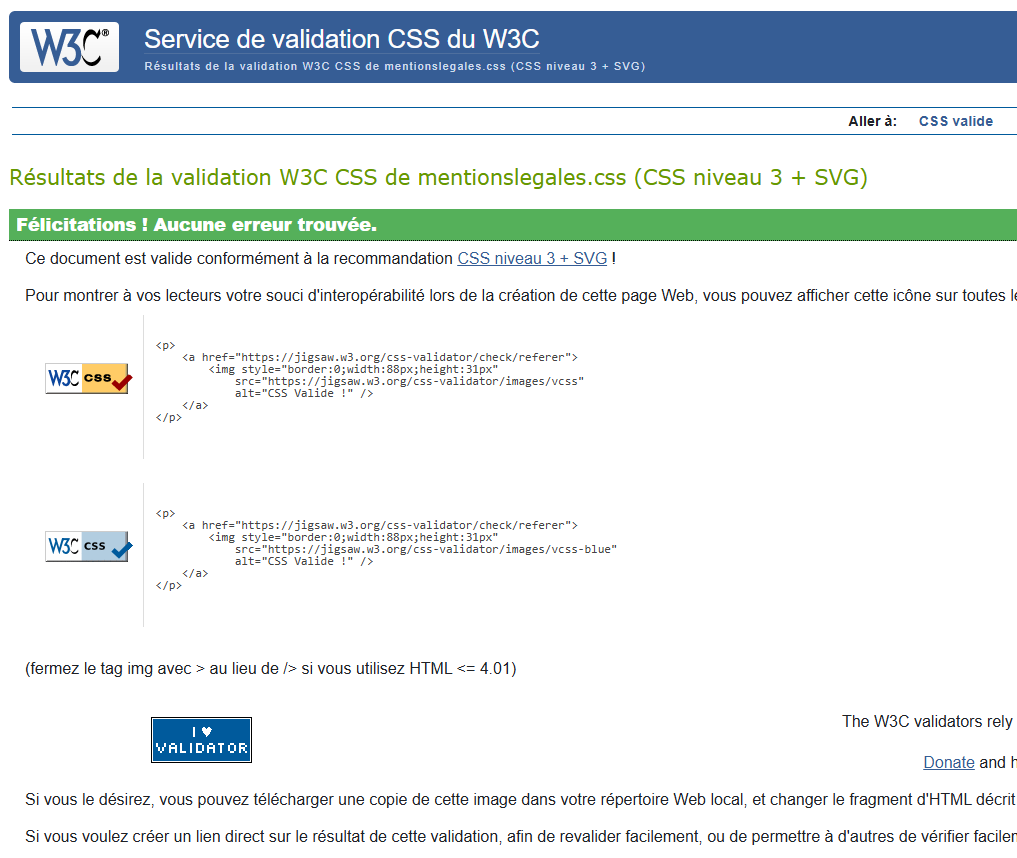 W3C®
Service de validation CSS du W3C
Résultats de la validation W3C CSS de mentionslegales.css (CSS niveau 3 + SVG)
Aller à: CSS valide
Résultats de la validation W3C CSS de mentionslegales.css (CSS niveau 3 + SVG)
Félicitations ! Aucune erreur trouvée.
Ce document est valide conformément à la recommandation CSS niveau 3 + SVG !
Pour montrer à vos lecteurs votre souci d'interopérabilité lors de la création de cette page Web, vous pouvez afficher cette icône sur toutes
W3C css
<p>
<a href="https://jigsaw.w3.org/css-validator/check/referer">
<img style="border:0;width:88px;height:31px"
src="https://jigsaw.w3.org/css-validator/images/vcss"
alt="CSS Valide !" />
</a>
</p>
W3C css
<p>
<a href="https://jigsaw.w3.org/css-validator/check/referer">
<img style="border:0;width:88px;height:31px"
src="https://jigsaw.w3.org/css-validator/images/vcss-blue"
alt="CSS Valide !" />
</a>
</p>
(fermez le tag img avec > au lieu de /> si vous utilisez HTML <= 4.01)
I ♥
VALIDATOR
The W3C validators rely
Donate and
Si vous le désirez, vous pouvez télécharger une copie de cette image dans votre répertoire Web local, et changer le fragment d'HTML décrit
Si vous voulez créer un lien direct sur le résultat de cette validation, afin de revalider facilement, ou de permettre à d'autres de vérifier